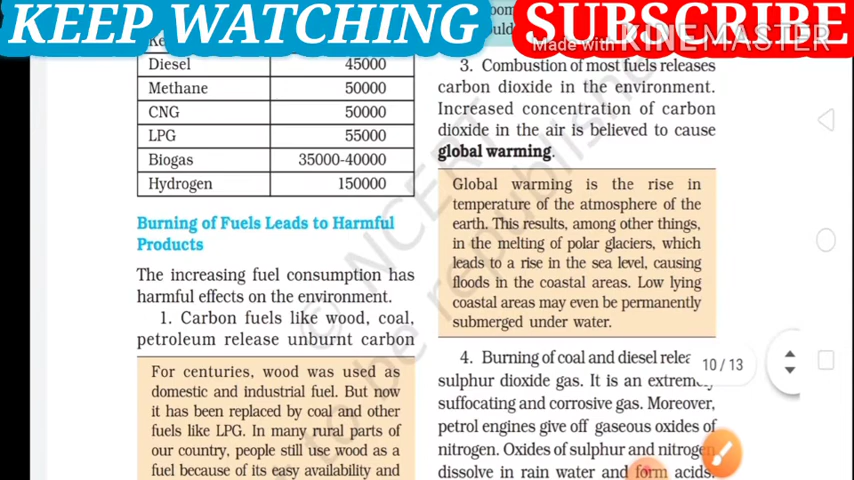 KEEP WATCHING
SUBSCRIBE
Made with KINEMASTER
Diesel 45000
Methane 50000
CNG 50000
LPG 55000
Biogas 35000-40000
Hydrogen 150000
Burning of Fuels Leads to Harmful
Products
The increasing fuel consumption has
harmful effects on the environment.
1. Carbon fuels like wood, coal,
petroleum release unburnt carbon
For centuries, wood was used as
domestic and industrial fuel. But now
it has been replaced by coal and other
fuels like LPG. In many rural parts of
our country, people still use wood as a
fuel because of its easy availability and
3. Combustion of most fuels releases
carbon dioxide in the environment.
Increased concentration of carbon
dioxide in the air is believed to cause
global warming.
Global warming is the rise in
temperature of the atmosphere of the
earth. This results, among other things,
in the melting of polar glaciers, which
leads to a rise in the sea level, causing
floods in the coastal areas. Low lying
coastal areas may even be permanently
submerged under water.
4. Burning of coal and diesel
sulphur dioxide gas. It is an extremely
suffocating and corrosive gas. Moreover,
petrol engines give off gaseous oxides of
nitrogen. Oxides of sulphur and nitrogen
dissolve in rain water and form acids.
10/13
© NCERT
be republished